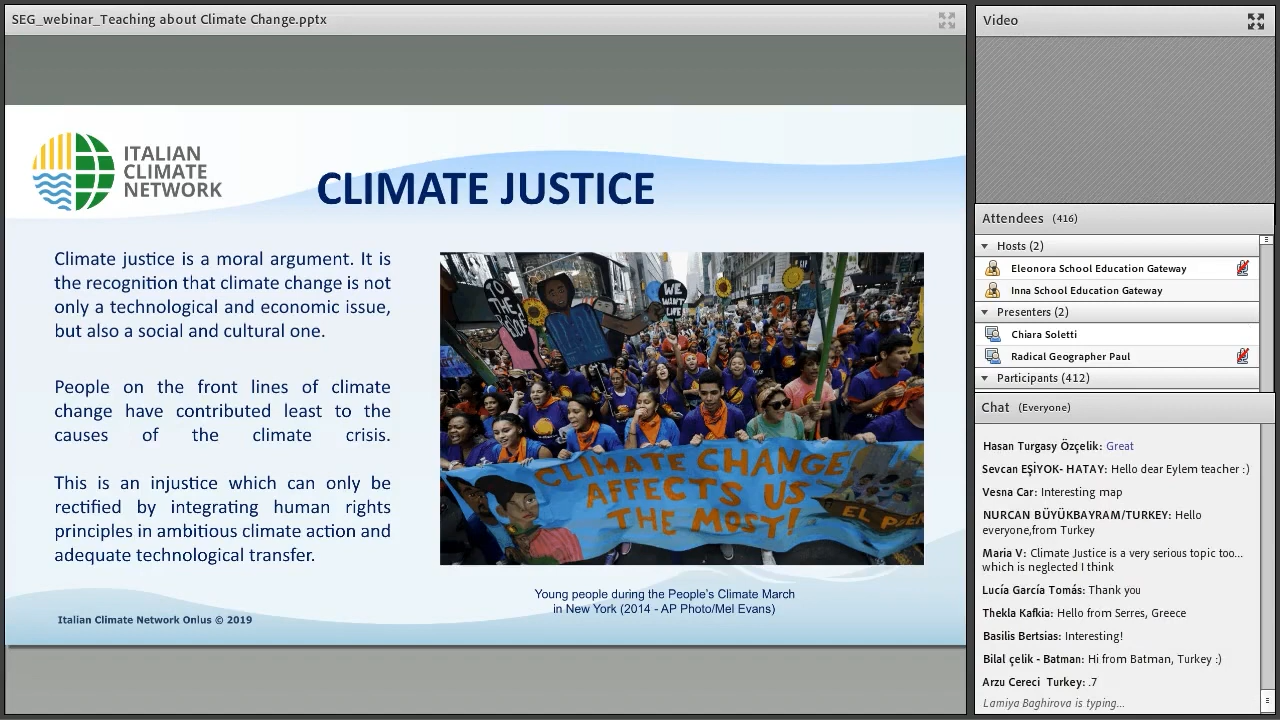 SEG_webinar_Teaching about Climate Change.pptx
ITALIAN
CLIMATE
NETWORK
CLIMATE JUSTICE
Climate justice is a moral argument. It is
the recognition that climate change is not
only a technological and economic issue,
but also a social and cultural one.
People on the front lines of climate
change have contributed least to the
causes of the climate crisis.
This is an injustice which can only be
rectified by integrating human rights
principles in ambitious climate action and
adequate technological transfer.
TO THE
WE
WANT
LIVE
CLIMATE CHANGE
AFFECTS US
THE MOST!
EL PUEN
Young people during the People's Climate March
in New York (2014 - AP Photo/Mel Evans)
Italian Climate Network Onlus © 2019
Video
Attendees (416)
Hosts (2)
Eleonora School Education Gateway
Inna School Education Gateway
Presenters (2)
Chiara Soletti
Radical Geographer Paul
Participants (412)
Chat (Everyone)
Hasan Turgasy Özçelik: Great
Sevcan EŞİYOK- HATAY: Hello dear Eylem teacher :)
Vesna Car: Interesting map
NURCAN BÜYÜKBAYRAM/TURKEY: Hello
everyone,from Turkey
Maria V: Climate Justice is a very serious topic too...
which is neglected I think
Lucía García Tomás: Thank you
Thekla Kafkia: Hello from Serres, Greece
Basilis Bertsias: Interesting!
Bilal çelik - Batman: Hi from Batman, Turkey :)
Arzu Cereci Turkey: .7
Lamiya Baghirova is typing...